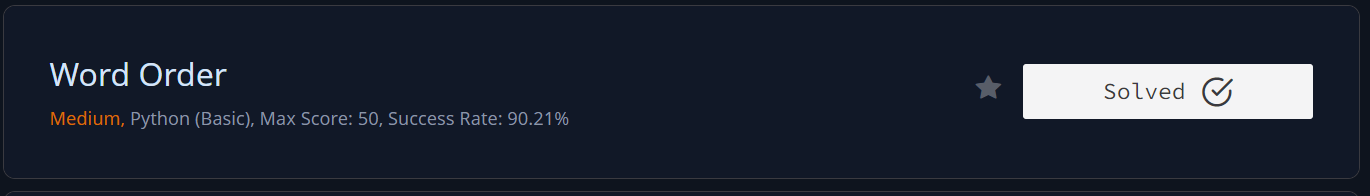 Word Order
Medium, Python (Basic), Max Score: 50, Success Rate: 90.21%
Solved